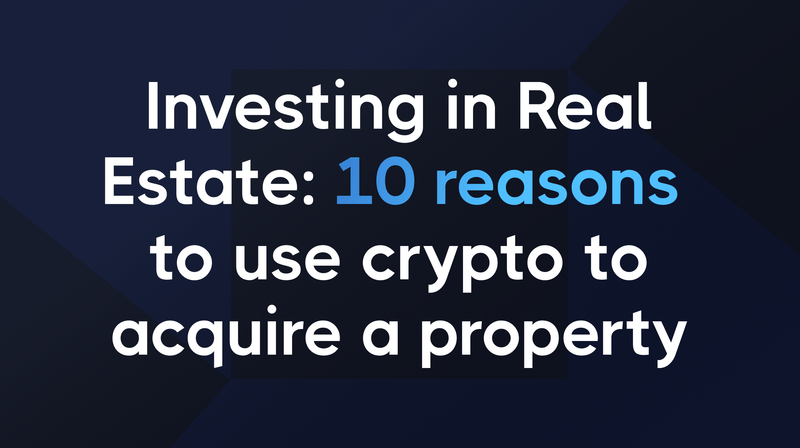 Investing in Real
Estate: 10 reasons
to use crypto to
acquire a property